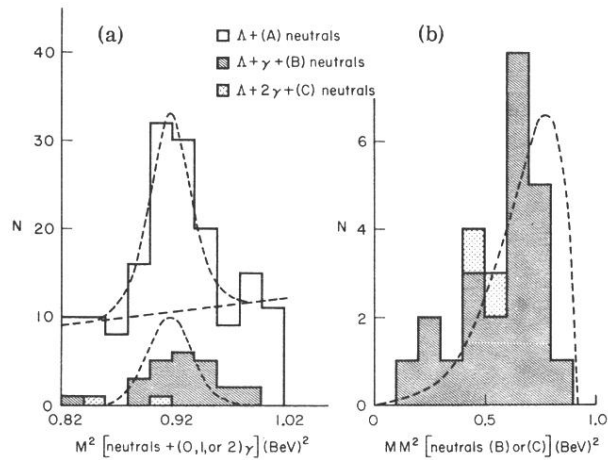 (a)
(b)
Λ+(A) neutrals
Λ+γ+(B) neutrals
Λ+2γ+(C) neutrals
40
30
N
20
10
0
0.82
0.92
1.02
M² [neutrals + (0,1,or 2)γ] (BeV)²
6
N
4
2
0
0
0.5
1.0
MM² [neutrals (B) or (C)] (BeV)²